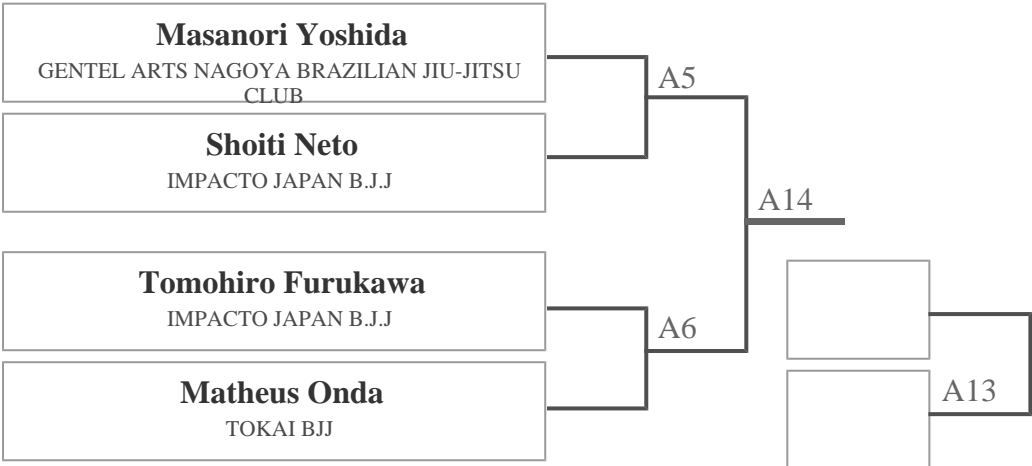 Masanori Yoshida
GENTEL ARTS NAGOYA BRAZILIAN JIU-JITSU
CLUB
A5
Shoiti Neto
IMPACTO JAPAN B.J.J
A14
Tomohiro Furukawa
IMPACTO JAPAN B.J.J
A6
Matheus Onda
TOKAI BJJ
A13